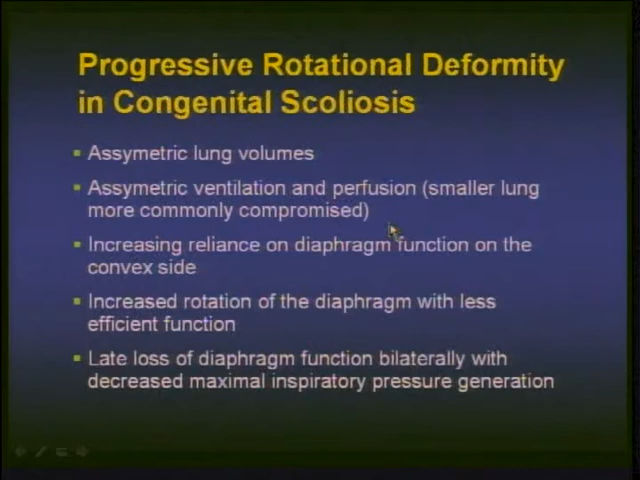 Progressive Rotational Deformity
in Congenital Scoliosis
Assymetric lung volumes
Assymetric ventilation and perfusion (smaller lung
more commonly compromised)
Increasing reliance on diaphragm function on the
convex side
Increased rotation of the diaphragm with less
efficient function
Late loss of diaphragm function bilaterally with
decreased maximal inspiratory pressure generation